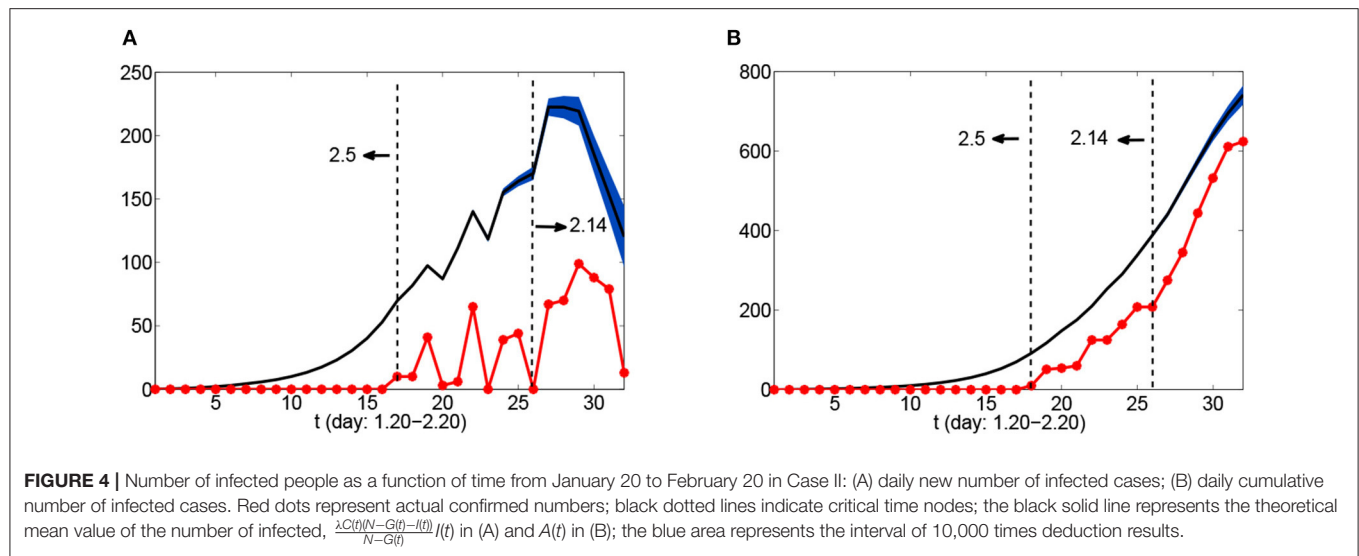 A
B
250
200
150
100
50
0
2.5
2.14
5 10 15 20 25 30
t (day: 1.20−2.20)
800
600
400
200
0
2.5
2.14
5 10 15 20 25 30
t (day: 1.20−2.20)
FIGURE 4 | Number of infected people as a function of time from January 20 to February 20 in Case II: (A) daily new number of infected cases; (B) daily cumulative
number of infected cases. Red dots represent actual confirmed numbers; black dotted lines indicate critical time nodes; the black solid line represents the theoretical
mean value of the number of infected, λC(t)(N−G(t)−I(t))/N−G(t) I(t) in (A) and A(t) in (B); the blue area represents the interval of 10,000 times deduction results.